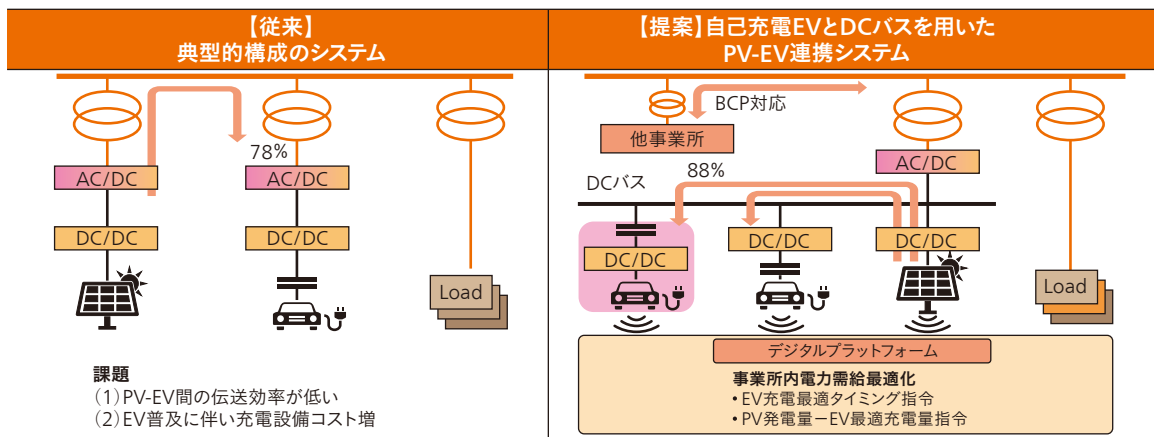 【従来】
典型的構成のシステム
78%
AC/DC
AC/DC
DC/DC
DC/DC
Load
課題
(1)PV-EV間の伝送効率が低い
(2)EV普及に伴い充電設備コスト増
【提案】自己充電EVとDCバスを用いた
PV-EV連携システム
BCP対応
他事業所
AC/DC
DCバス
88%
DC/DC
DC/DC
DC/DC
Load
デジタルプラットフォーム
事業所内電力需給最適化
・EV充電最適タイミング指令
・PV発電量ーEV最適充電量指令